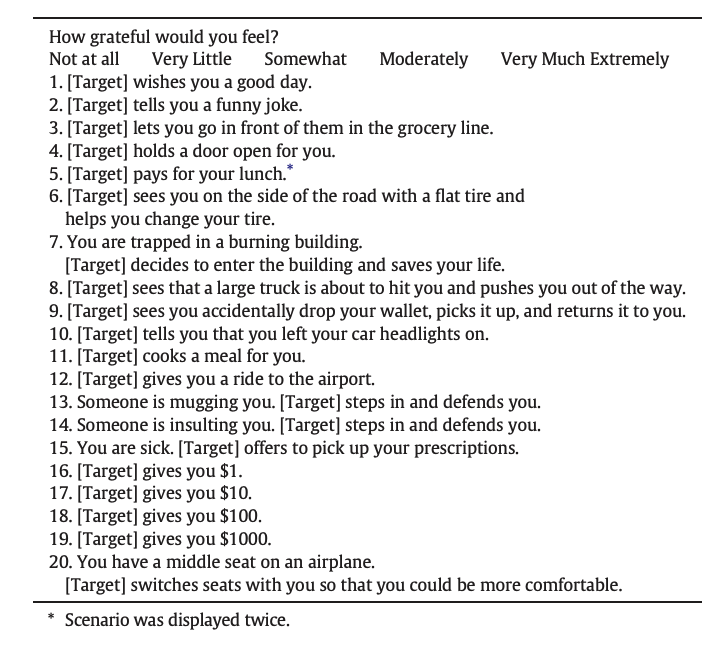 How grateful would you feel?
Not at all Very Little Somewhat Moderately Very Much Extremely
1. [Target] wishes you a good day.
2. [Target] tells you a funny joke.
3. [Target] lets you go in front of them in the grocery line.
4. [Target] holds a door open for you.
5. [Target] pays for your lunch.*
6. [Target] sees you on the side of the road with a flat tire and
helps you change your tire.
7. You are trapped in a burning building.
[Target] decides to enter the building and saves your life.
8. [Target] sees that a large truck is about to hit you and pushes you out of the way.
9. [Target] sees you accidentally drop your wallet, picks it up, and returns it to you.
10. [Target] tells you that you left your car headlights on.
11. [Target] cooks a meal for you.
12. [Target] gives you a ride to the airport.
13. Someone is mugging you. [Target] steps in and defends you.
14. Someone is insulting you. [Target] steps in and defends you.
15. You are sick. [Target] offers to pick up your prescriptions.
16. [Target] gives you $1.
17. [Target] gives you $10.
18. [Target] gives you $100.
19. [Target] gives you $1000.
20. You have a middle seat on an airplane.
[Target] switches seats with you so that you could be more comfortable.
* Scenario was displayed twice.